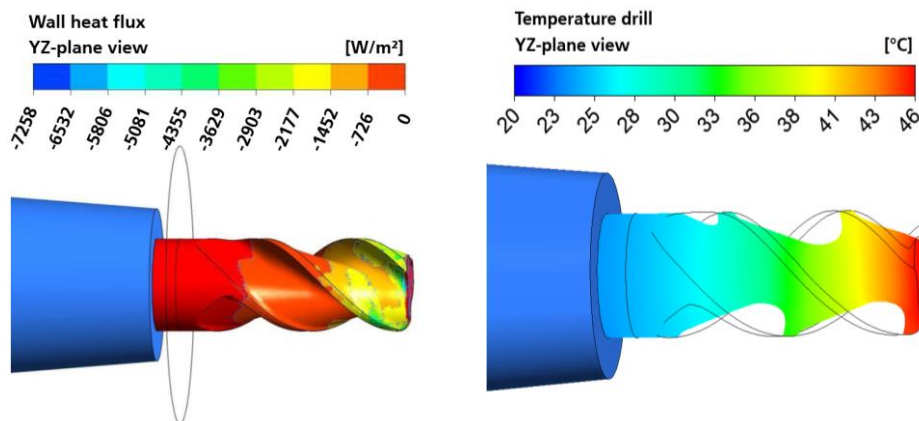 Wall heat flux
YZ-plane view [W/m²]
-7258 -6532 -5806 -5081 -4355 -3629 -2903 -2177 -1452 -726 0
Temperature drill
YZ-plane view [°C]
20 23 25 28 30 33 35 38 41 43 46